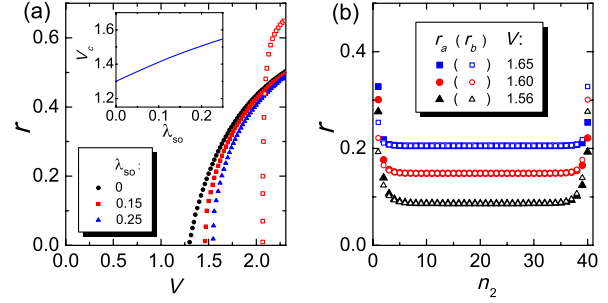 (a)
r
0.6
0.4
0.2
0.0
0.0 0.5 1.0 1.5 2.0
V
V_c
1.6
1.4
1.2
0.0 0.1 0.2
λ_so
λ_so :
0
0.15
0.25
(b)
r
0.4
0.2
0.0
0 10 20 30 40
n_2
r_a ( r_b ) V:
( ) 1.65
( ) 1.60
( ) 1.56